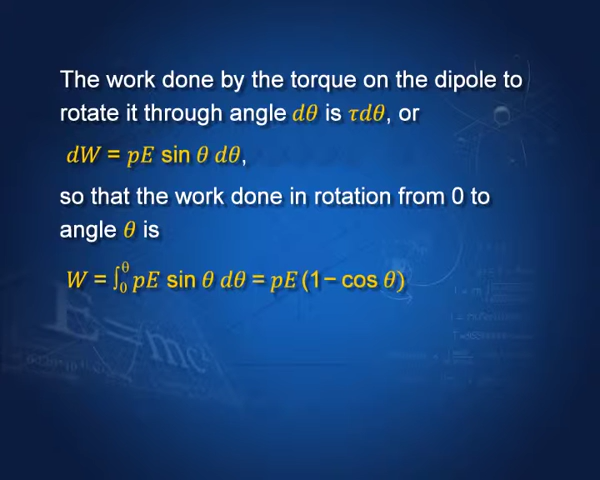 The work done by the torque on the dipole to
rotate it through angle dθ is τdθ, or
dW = pE sin θ dθ,
so that the work done in rotation from 0 to
angle θ is
W = ∫₀^θ pE sin θ dθ = pE (1 − cos θ)
E=mc